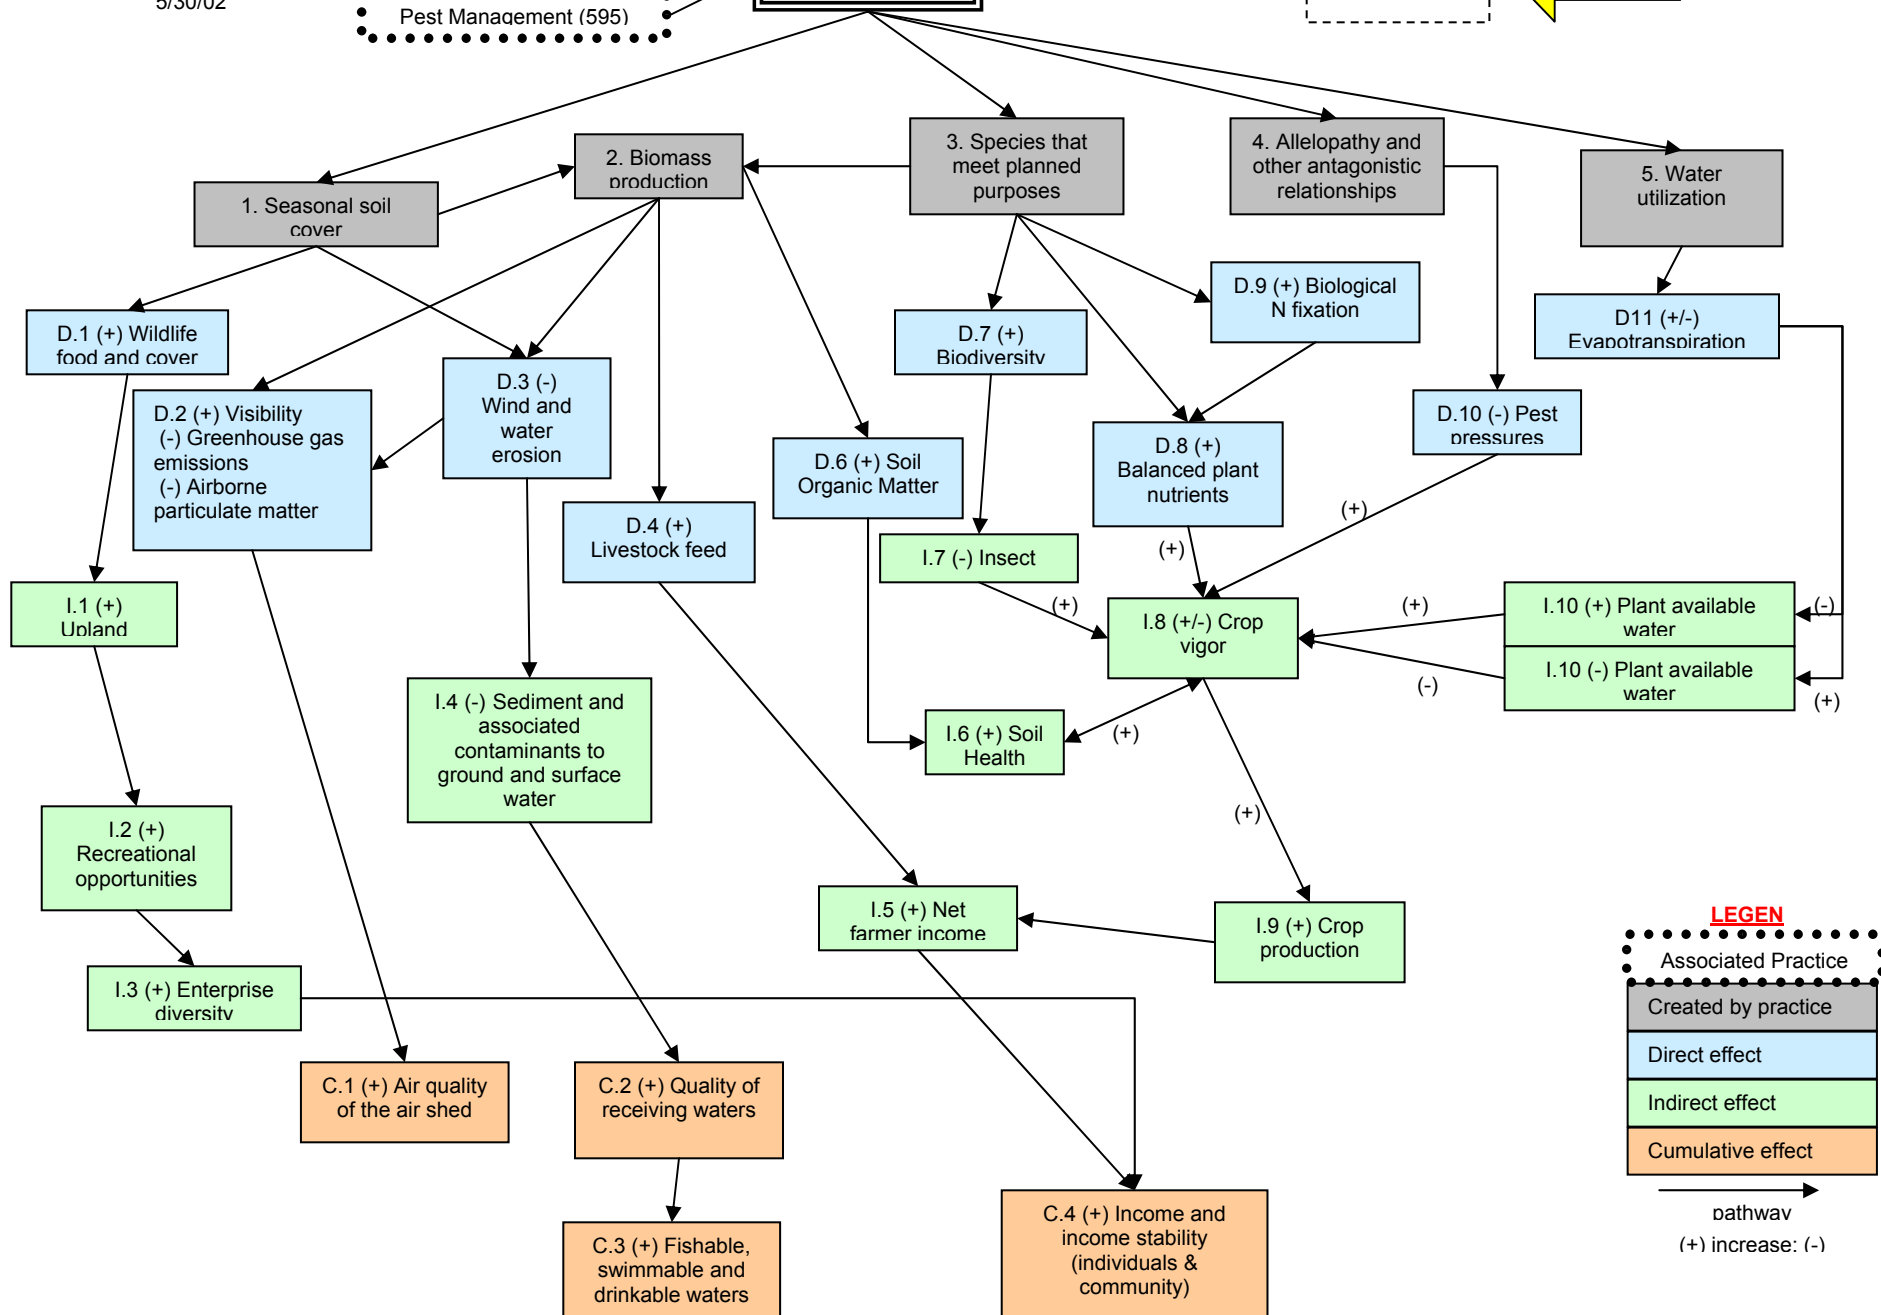 5/30/02
Pest Management (595)
3. Species that
meet planned
purposes
4. Allelopathy and
other antagonistic
relationships
2. Biomass
production
5. Water
utilization
1. Seasonal soil
cover
D.9 (+) Biological
N fixation
D.1 (+) Wildlife
food and cover
D.7 (+)
Biodiversity
D11 (+/-)
Evapotranspiration
D.3 (-)
Wind and
water
erosion
D.2 (+) Visibility
(-) Greenhouse gas
emissions
(-) Airborne
particulate matter
D.10 (-) Pest
pressures
D.8 (+)
Balanced plant
nutrients
D.6 (+) Soil
Organic Matter
D.4 (+)
Livestock feed
(+)
(+)
I.7 (-) Insect
I.1 (+)
Upland
(+)
I.8 (+/-) Crop
vigor
(+)
I.10 (+) Plant available
water
(-)
I.10 (-) Plant available
water
(-)
(+)
I.4 (-) Sediment and
associated
contaminants to
ground and surface
water
I.6 (+) Soil
Health
(+)
(+)
I.2 (+)
Recreational
opportunities
I.5 (+) Net
farmer income
I.9 (+) Crop
production
I.3 (+) Enterprise
diversity
LEGEN
Associated Practice
Created by practice
Direct effect
Indirect effect
Cumulative effect
pathway
(+) increase; (-)
C.1 (+) Air quality
of the air shed
C.2 (+) Quality of
receiving waters
C.3 (+) Fishable,
swimmable and
drinkable waters
C.4 (+) Income and
income stability
(individuals &
community)